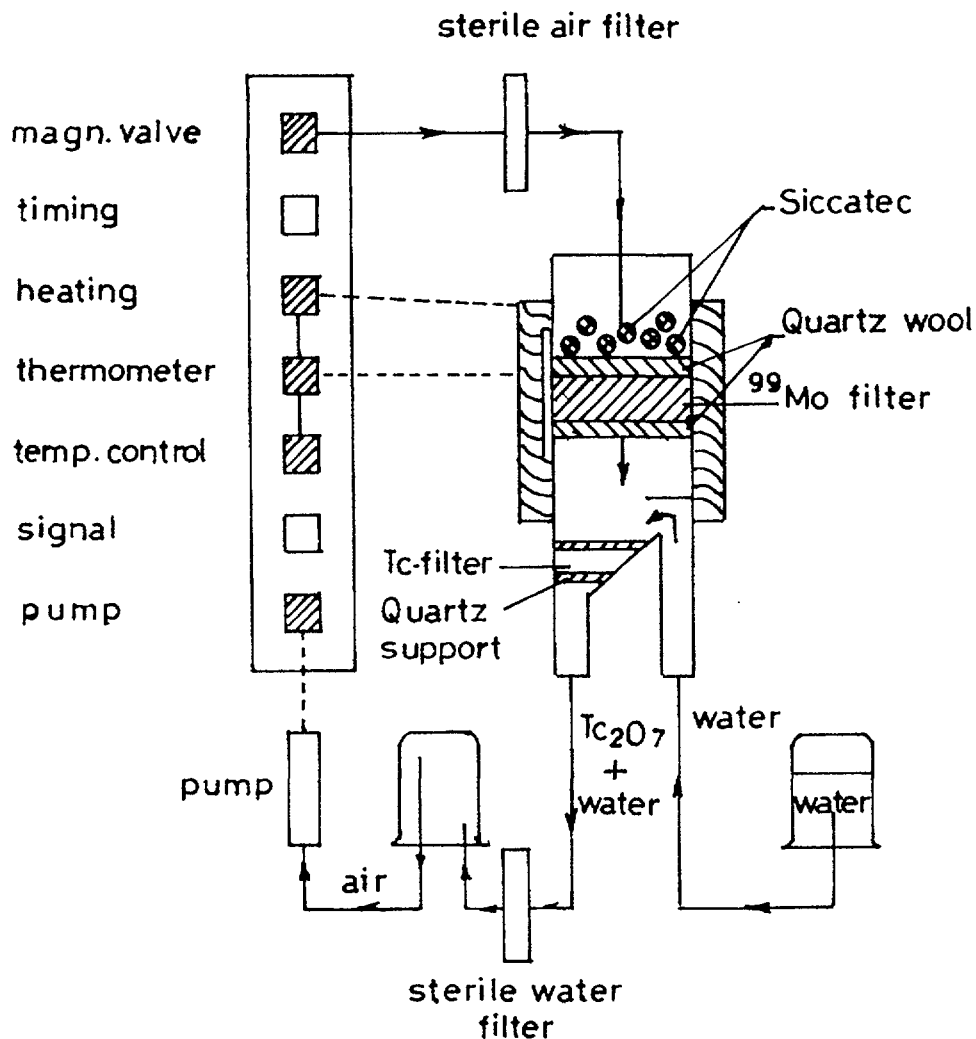 sterile air filter
magn. valve
timing
heating
thermometer
temp. control
signal
pump
Siccatec
Quartz wool
99Mo filter
Tc-filter
Quartz
support
Tc2O7
+
water
water
water
pump
air
sterile water
filter